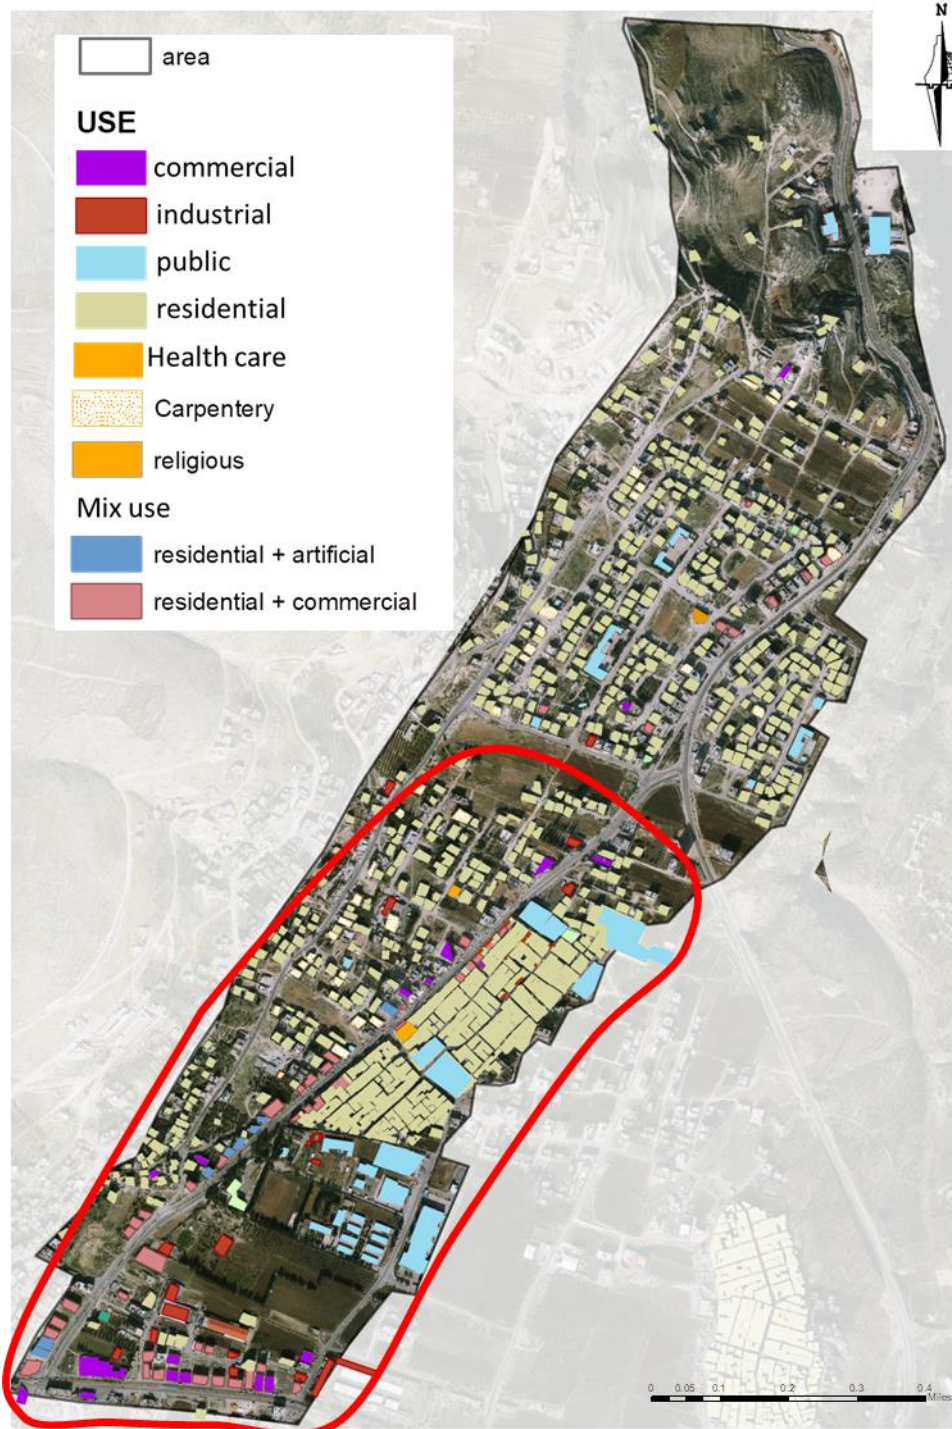 N
area
USE
commercial
industrial
public
residential
Health care
Carpentery
religious
Mix use
residential + artificial
residential + commercial
0 0.05 0.1 0.2 0.3 0.4
Miles